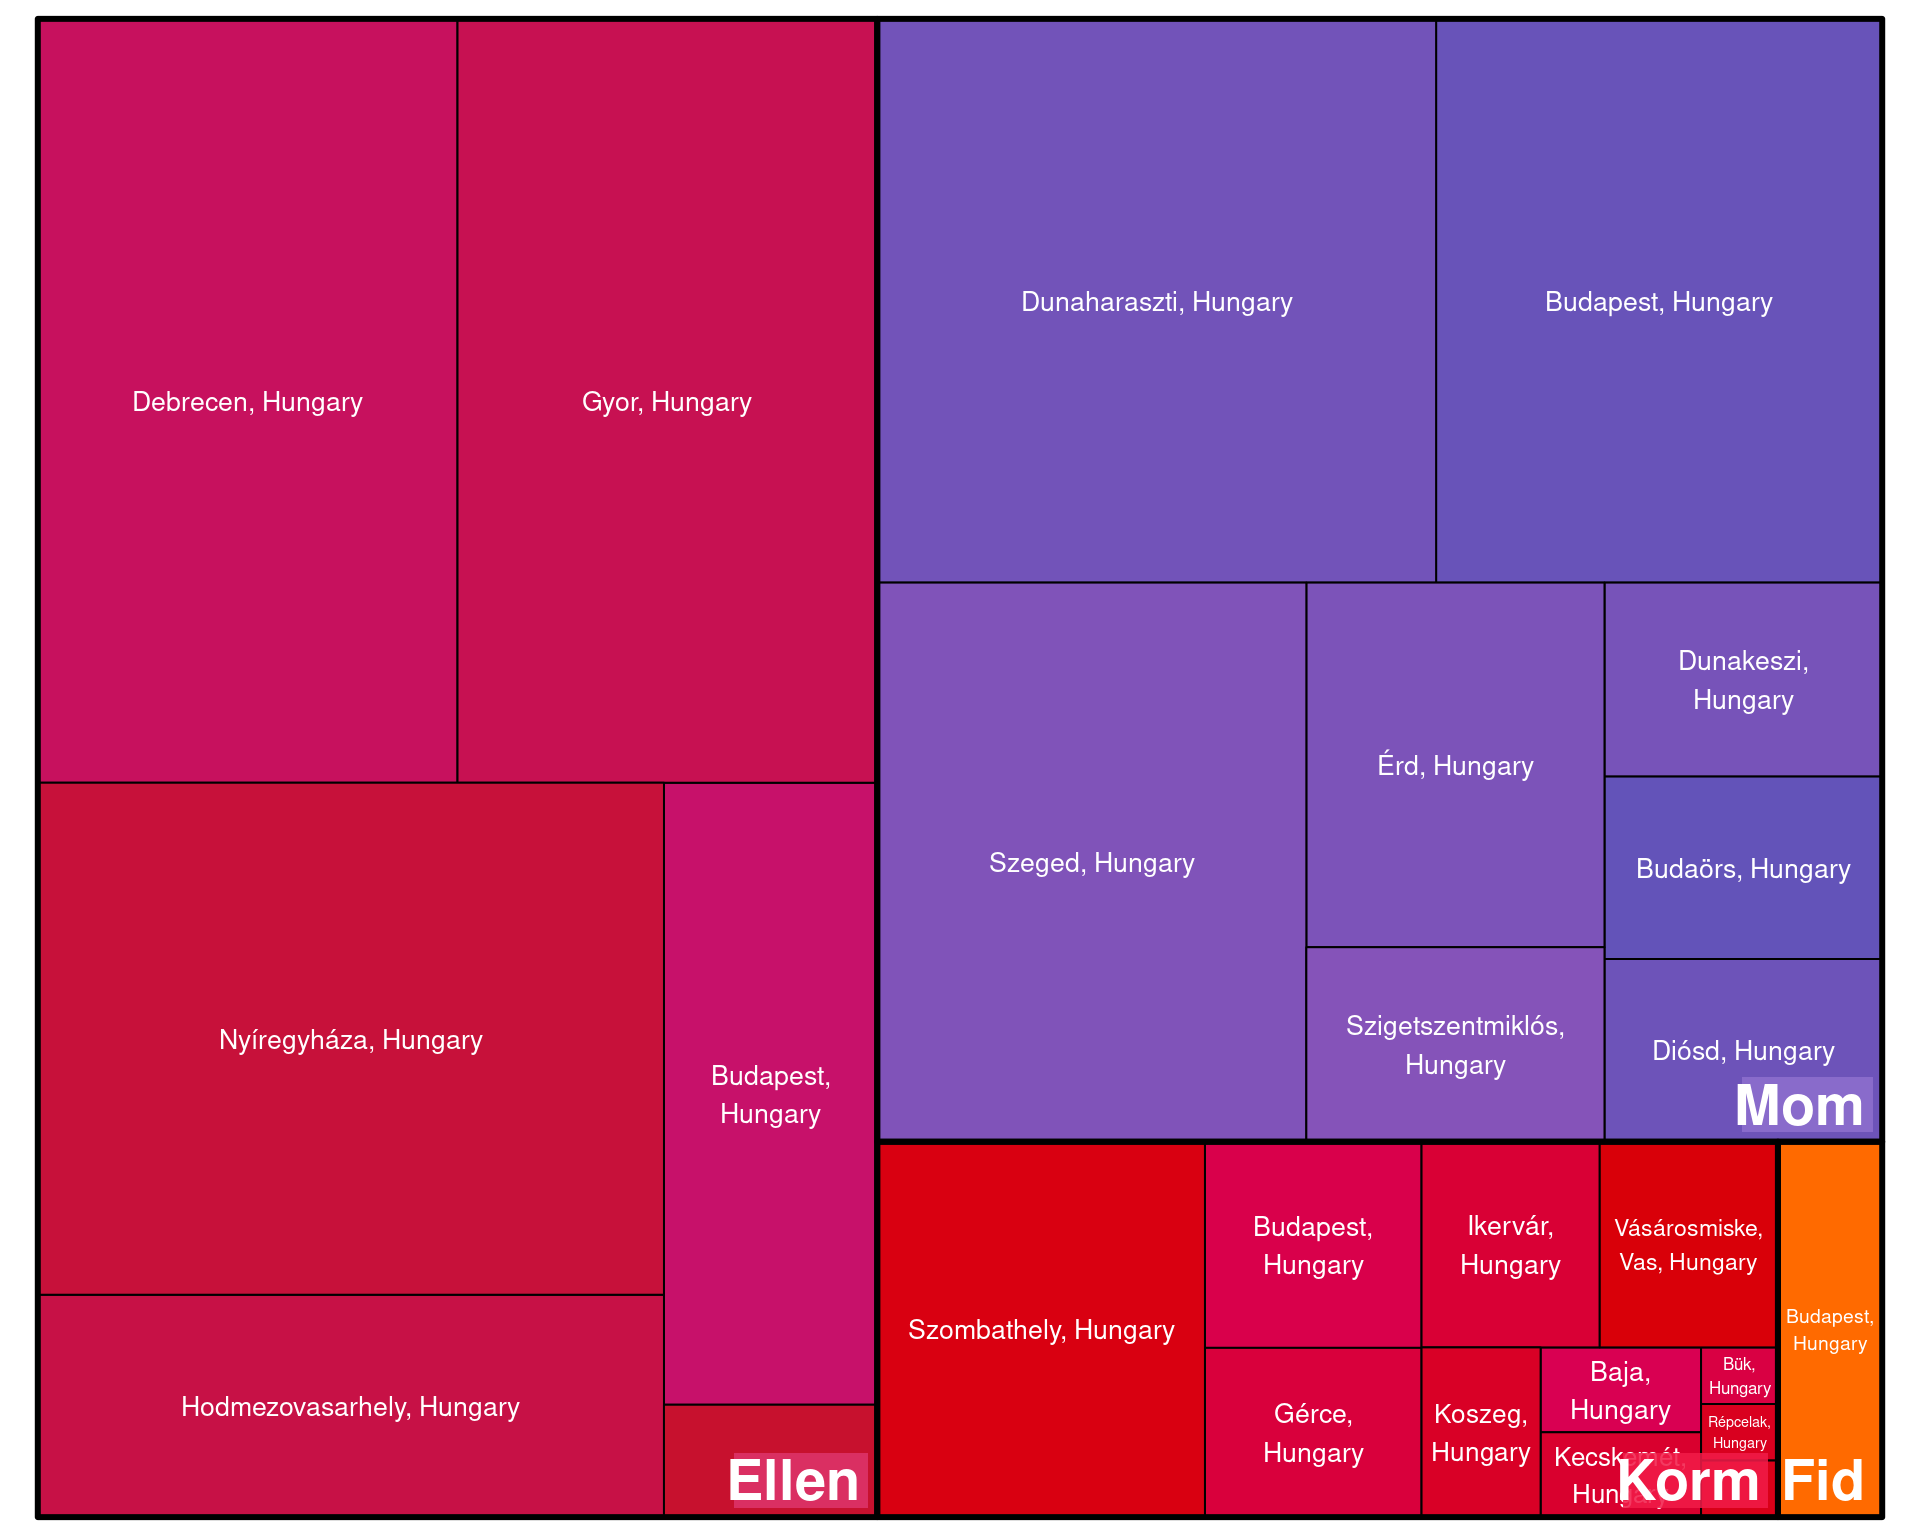 Debrecen, Hungary
Gyor, Hungary
Nyíregyháza, Hungary
Budapest,
Hungary
Hodmezovasarhely, Hungary
Ellen
Dunaharaszti, Hungary
Budapest, Hungary
Szeged, Hungary
Érd, Hungary
Dunakeszi,
Hungary
Budaörs, Hungary
Szigetszentmiklós,
Hungary
Diósd, Hungary
Mom
Szombathely, Hungary
Budapest,
Hungary
Ikervár,
Hungary
Vásárosmiske,
Vas, Hungary
Gérce,
Hungary
Koszeg,
Hungary
Baja,
Hungary
Bük,
Hungary
Répcelak,
Hungary
Kecskemét,
Hungary
Korm
Budapest,
Hungary
Fid